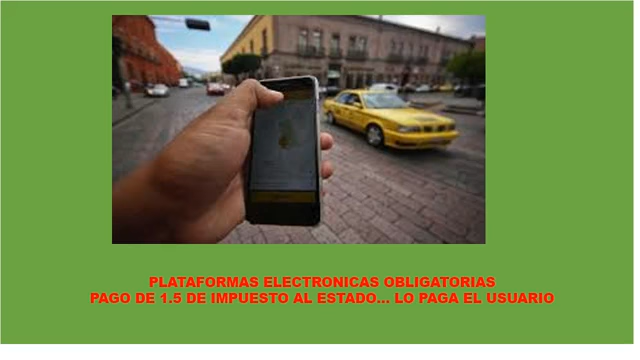 PLATAFORMAS ELECTRONICAS OBLIGATORIAS
PAGO DE 1.5 DE IMPUESTO AL ESTADO... LO PAGA EL USUARIO